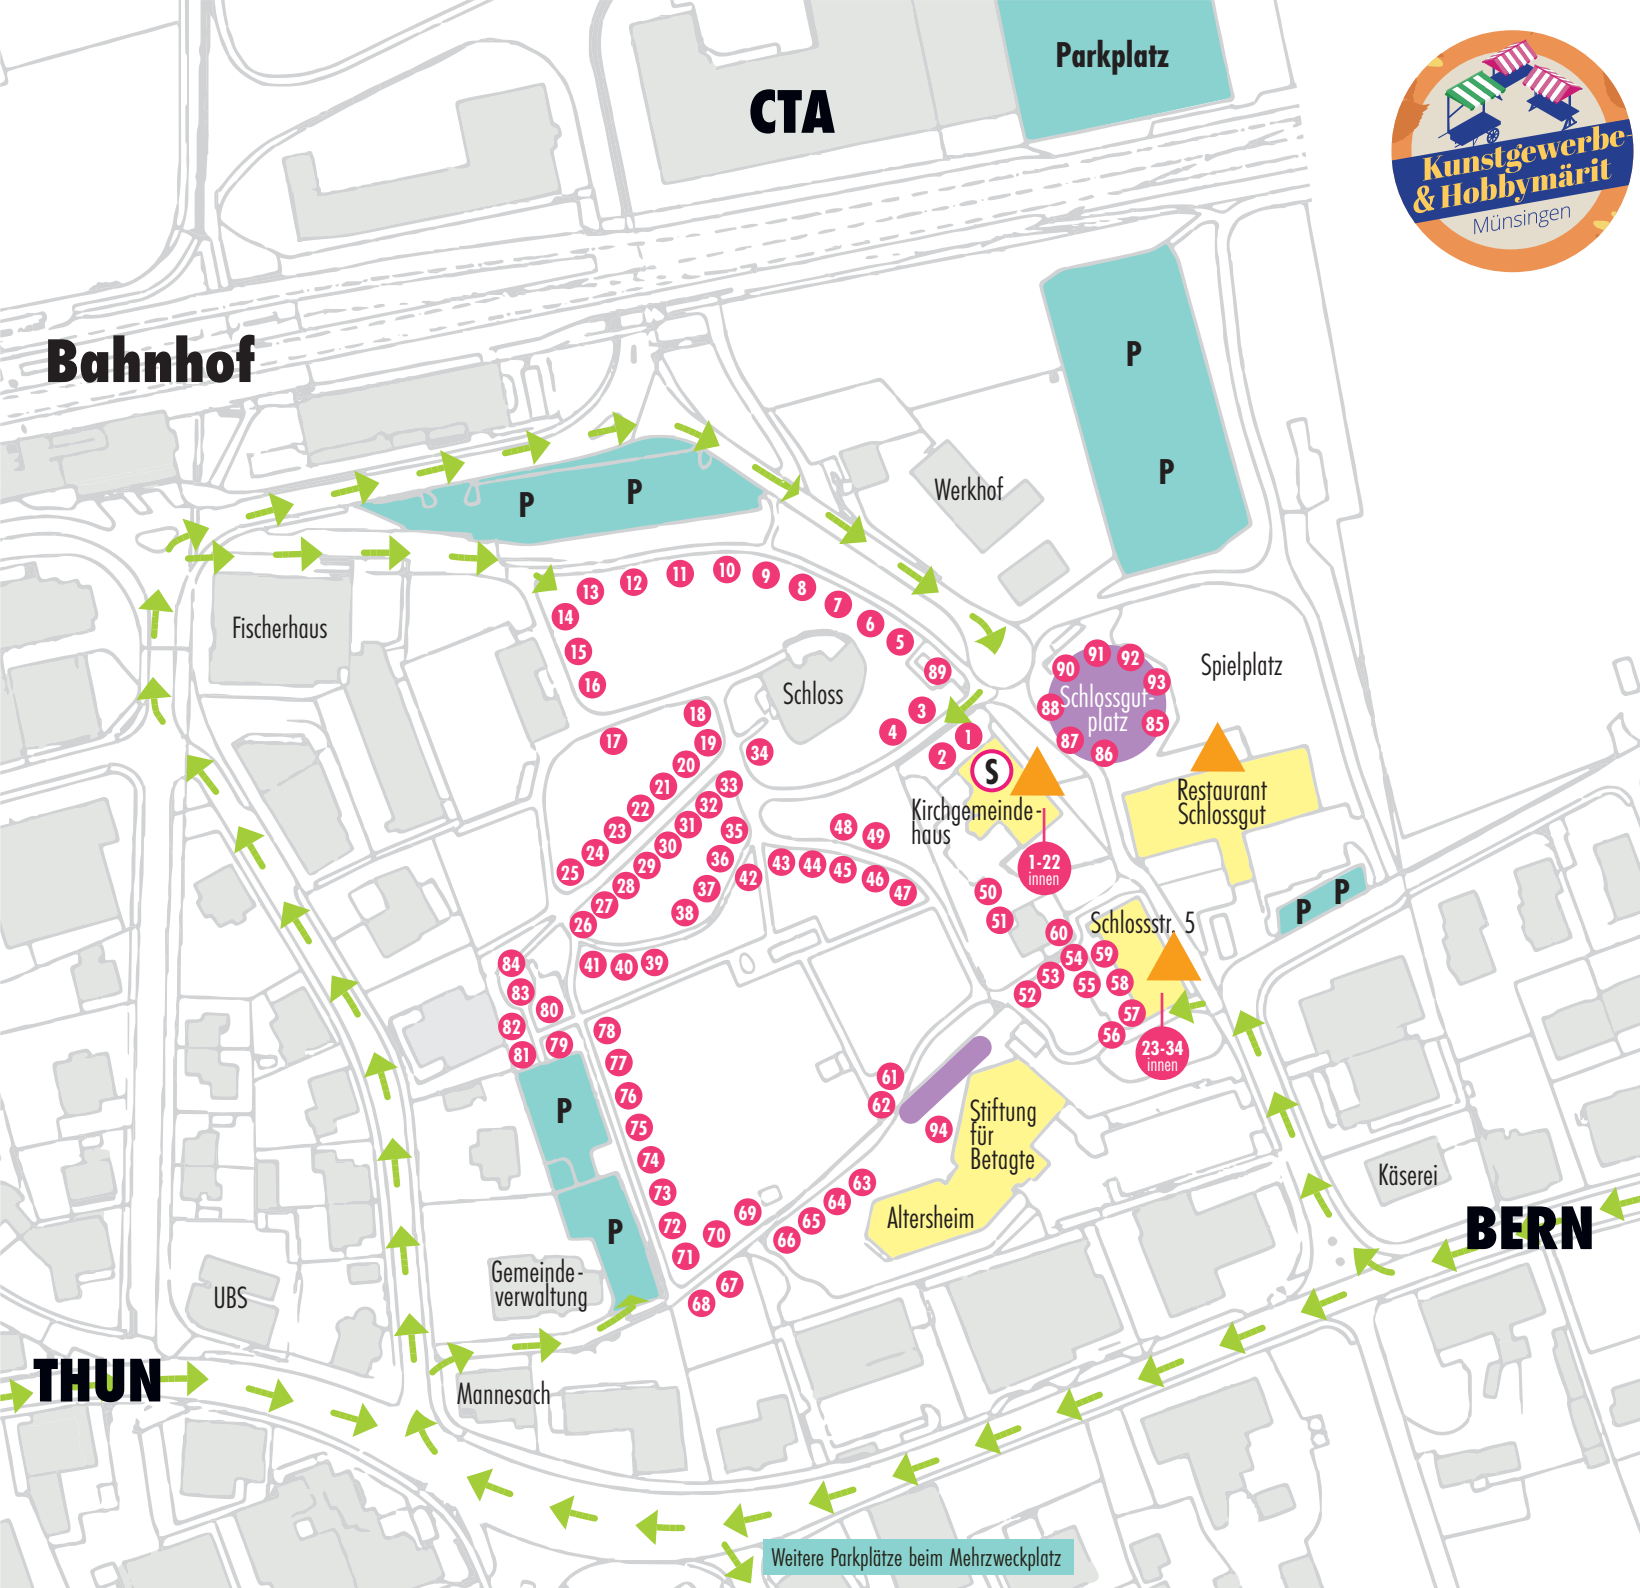 Parkplatz
CTA
Kunstgewerbe-
& Hobbymärit
Münsingen
Bahnhof
P
P
P
P
Werkhof
Fischerhaus
10
11
9
12
8
13
7
14
6
5
15
16
89
91
92
90
93
Spielplatz
Schloss
Schlossgut-
platz
88
85
87
86
18
3
4
1
2
17
19
34
20
S
21
33
22
32
Restaurant
Schlossgut
Kirchgemeinde-
haus
23
31
35
48
49
24
30
36
25
29
43
44
45
46
47
42
1-22
innen
28
37
50
P
P
27
38
51
26
Schlossstr. 5
60
84
41
40
39
54
59
53
55
58
52
83
80
57
82
78
56
79
81
77
23-34
innen
61
76
62
P
75
94
Stiftung
für
Betagte
74
Käserei
73
63
64
72
69
65
Altersheim
P
70
66
71
BERN
Gemeinde-
verwaltung
67
68
UBS
THUN
Mannesach
Weitere Parkplätze beim Mehrzweckplatz